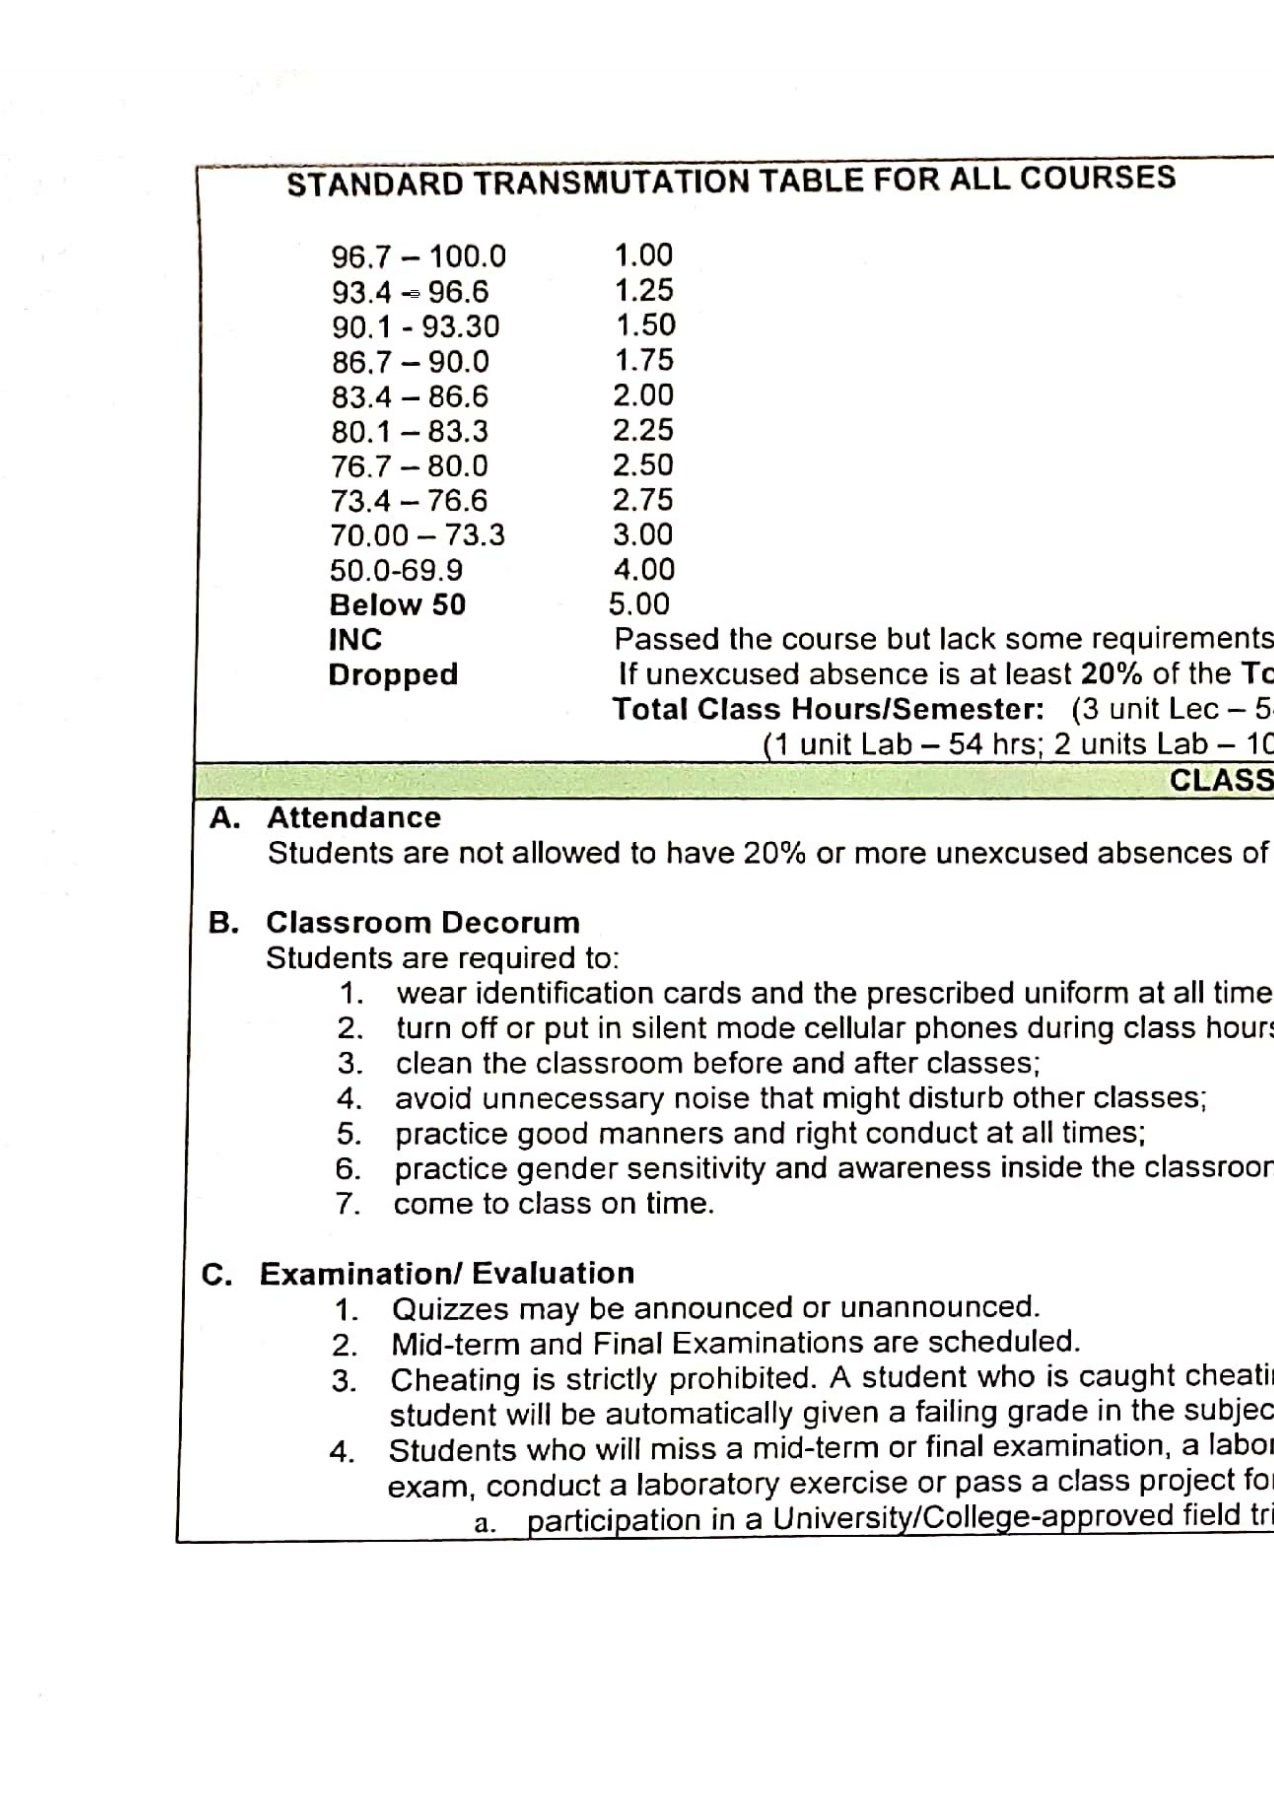 STANDARD TRANSMUTATION TABLE FOR ALL COURSES
96.7 – 100.0 1.00
93.4 – 96.6 1.25
90.1 - 93.30 1.50
86.7 – 90.0 1.75
83.4 – 86.6 2.00
80.1 – 83.3 2.25
76.7 – 80.0 2.50
73.4 – 76.6 2.75
70.00 – 73.3 3.00
50.0-69.9 4.00
Below 50 5.00
INC Passed the course but lack some requirements
Dropped If unexcused absence is at least 20% of the To
Total Class Hours/Semester: (3 unit Lec – 5
(1 unit Lab – 54 hrs; 2 units Lab – 10
CLASS
A. Attendance
Students are not allowed to have 20% or more unexcused absences of
B. Classroom Decorum
Students are required to:
1. wear identification cards and the prescribed uniform at all time
2. turn off or put in silent mode cellular phones during class hours
3. clean the classroom before and after classes;
4. avoid unnecessary noise that might disturb other classes;
5. practice good manners and right conduct at all times;
6. practice gender sensitivity and awareness inside the classroom
7. come to class on time.
C. Examination/ Evaluation
1. Quizzes may be announced or unannounced.
2. Mid-term and Final Examinations are scheduled.
3. Cheating is strictly prohibited. A student who is caught cheati
student will be automatically given a failing grade in the subjec
4. Students who will miss a mid-term or final examination, a labor
exam, conduct a laboratory exercise or pass a class project for
a. participation in a University/College-approved field tri